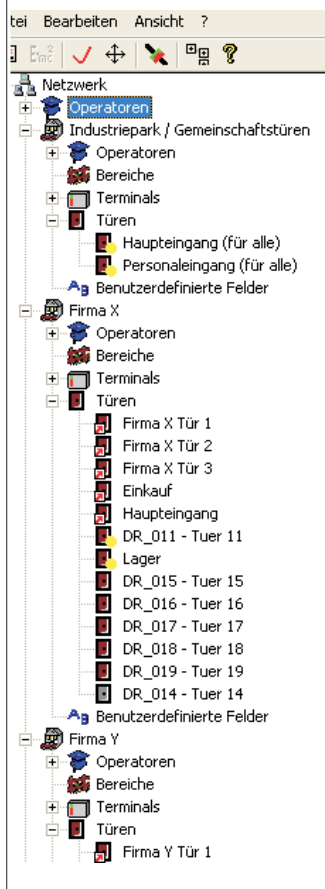 tei Bearbeiten Ansicht ?
Netzwerk
Operatoren
Industriepark / Gemeinschaftstüren
Operatoren
Bereiche
Terminals
Türen
Haupteingang (für alle)
Personaleingang (für alle)
Benutzerdefinierte Felder
Firma X
Operatoren
Bereiche
Terminals
Türen
Firma X Tür 1
Firma X Tür 2
Firma X Tür 3
Einkauf
Haupteingang
DR_011 - Tuer 11
Lager
DR_015 - Tuer 15
DR_016 - Tuer 16
DR_017 - Tuer 17
DR_018 - Tuer 18
DR_019 - Tuer 19
DR_014 - Tuer 14
Benutzerdefinierte Felder
Firma Y
Operatoren
Bereiche
Terminals
Türen
Firma Y Tür 1